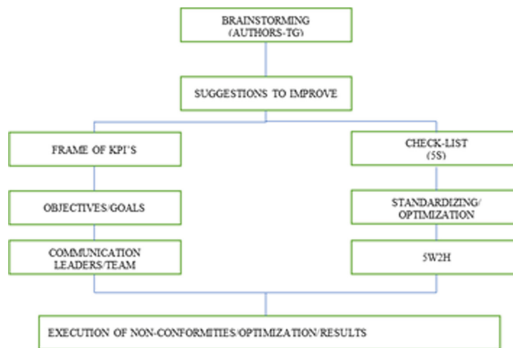 BRAINSTORMING
(AUTHORS-TG)
SUGGESTIONS TO IMPROVE
FRAME OF KPI'S
CHECK-LIST
(5S)
OBJECTIVES/GOALS
STANDARDIZING/
OPTIMIZATION
COMMUNICATION
LEADERS/TEAM
5W2H
EXECUTION OF NON-CONFORMITIES/OPTIMIZATION/RESULTS